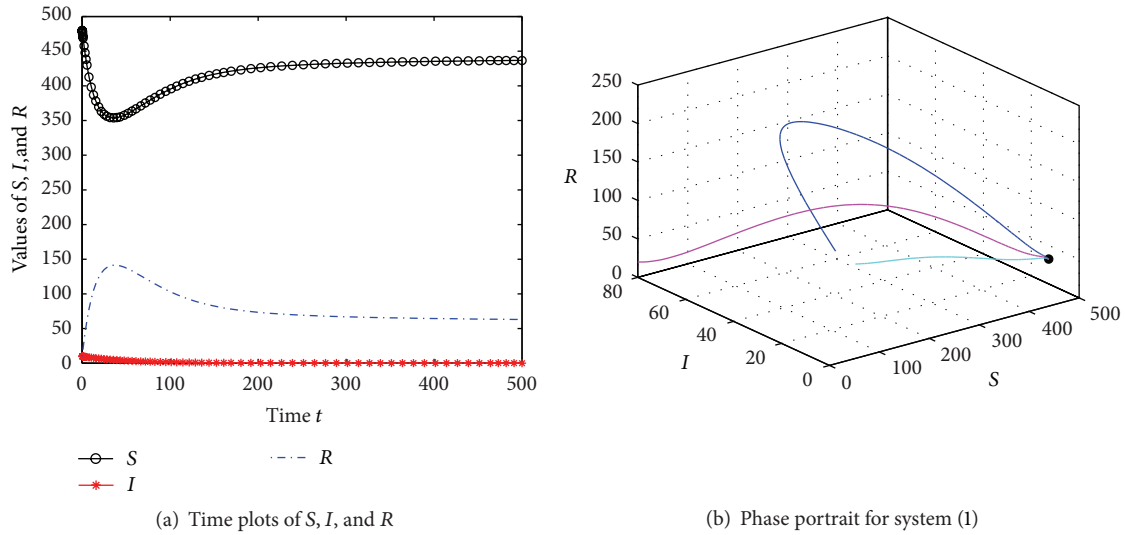 500
450
400
350
300
250
200
150
100
50
0
Values of S, I, and R
0 100 200 300 400 500
Time t
S
I
R
(a) Time plots of S, I, and R
250
200
150
100
50
0
R
80
60
40
20
0
I
0
100
200
300
400
500
S
(b) Phase portrait for system (1)